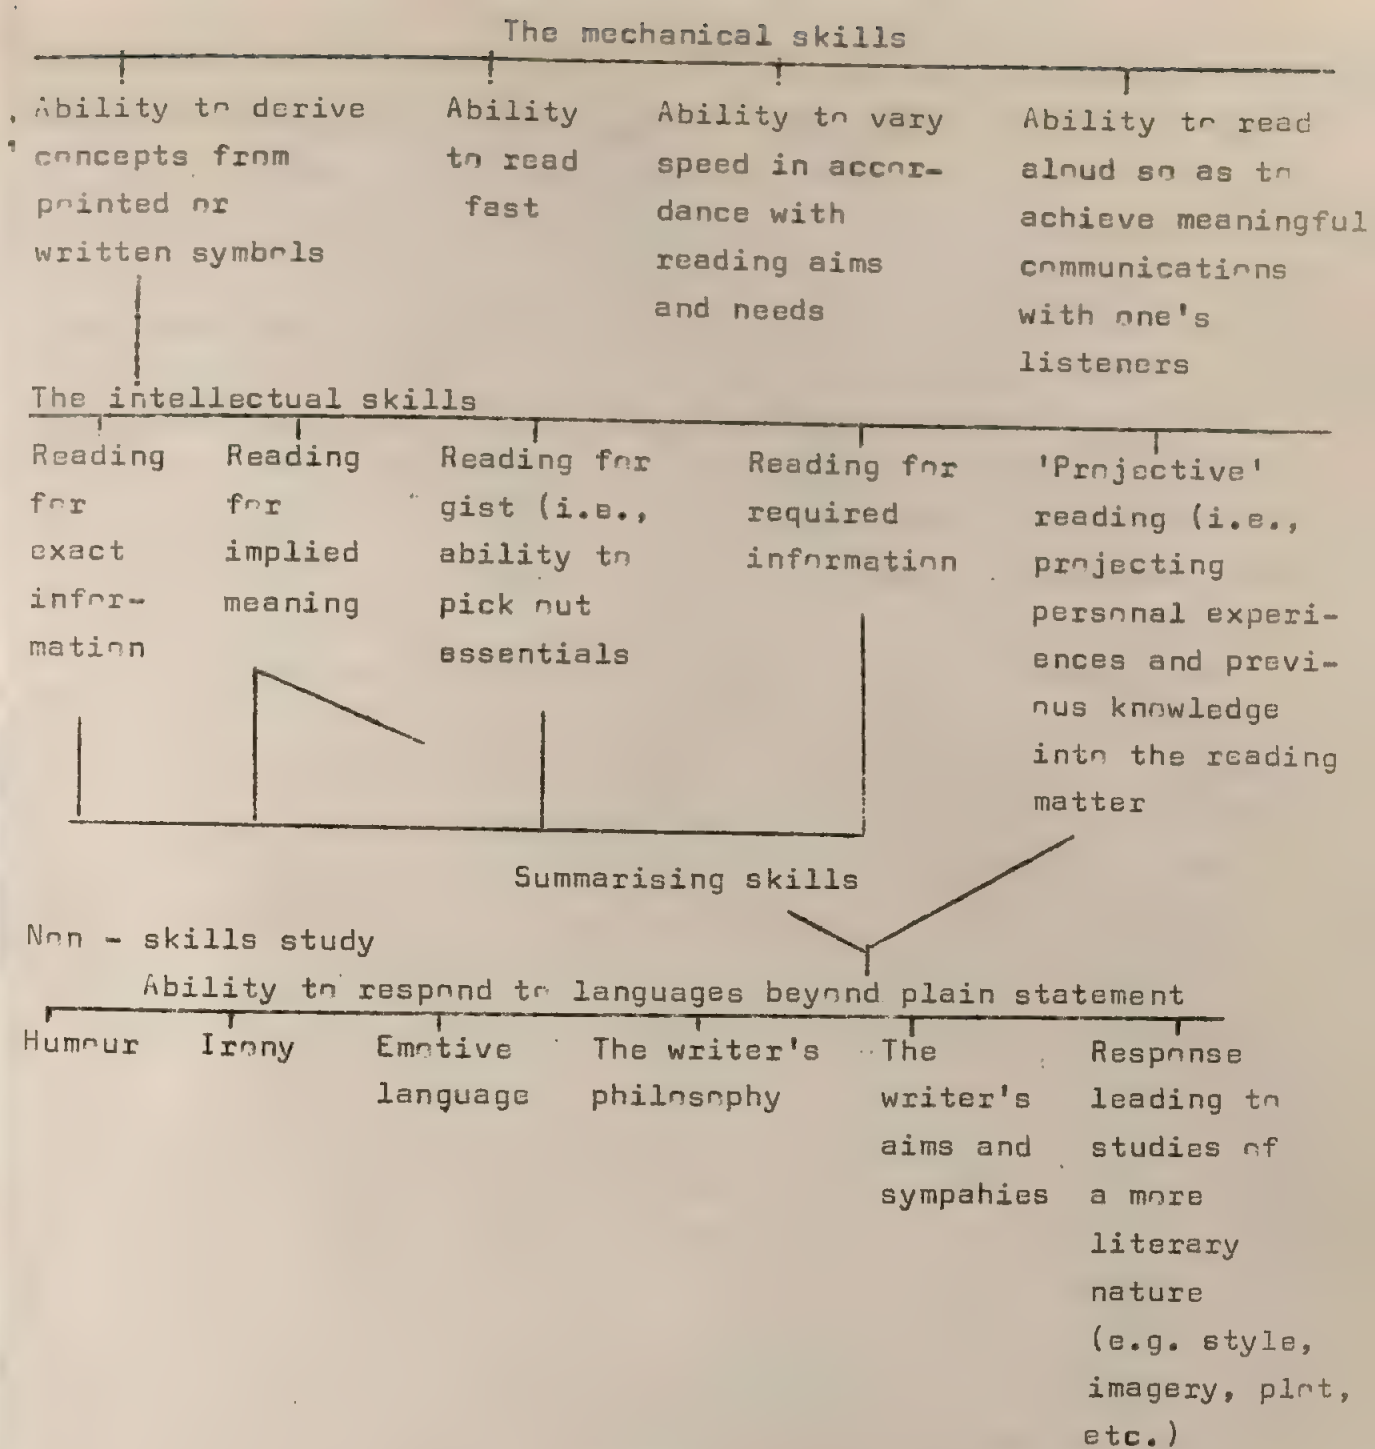 The mechanical skills
Ability to derive
concepts from
pointed or
written symbols
Ability
to read
fast
Ability to vary
speed in accor-
dance with
reading aims
and needs
Ability to read
aloud so as to
achieve meaningful
communications
with one's
listeners
The intellectual skills
Reading
for
exact
infor-
mation
Reading
for
implied
meaning
Reading for
gist (i.e.,
ability to
pick out
essentials
Reading for
required
information
'Projective'
reading (i.e.,
projecting
personal experi-
ences and previ-
ous knowledge
into the reading
matter
Summarising skills
Non - skills study
Ability to respond to languages beyond plain statement
Humour
Irony
Emotive
language
The writer's
philosophy
The
writer's
aims and
sympahies
Response
leading to
studies of
a more
literary
nature
(e.g. style,
imagery, plot,
etc.)